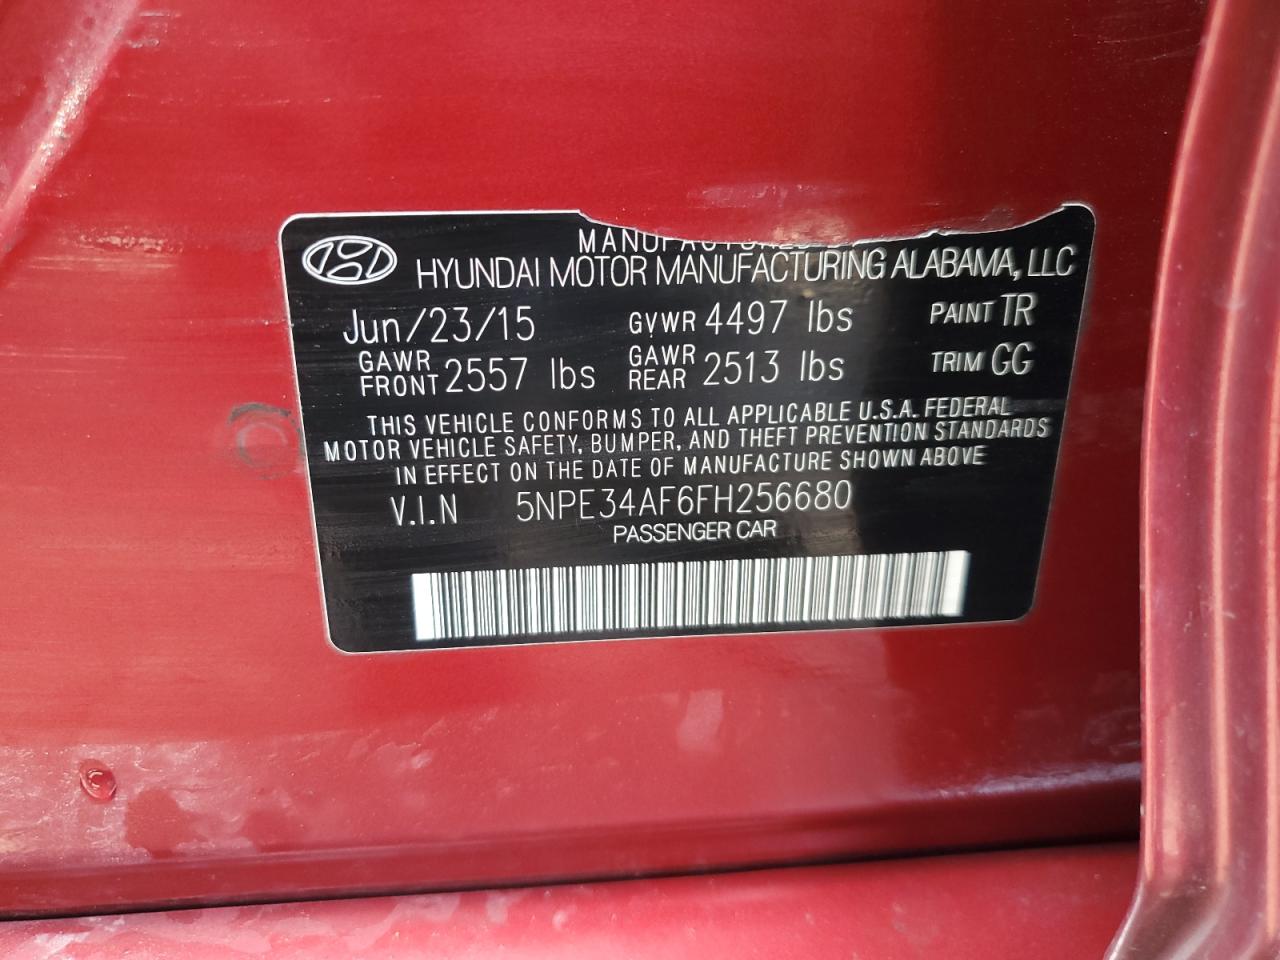 MANUFACTURED
HYUNDAI MOTOR MANUFACTURING ALABAMA, LLC
Jun/23/15 GVWR 4497 lbs PAINT TR
GAWR FRONT 2557 lbs GAWR REAR 2513 lbs TRIM GG
THIS VEHICLE CONFORMS TO ALL APPLICABLE U.S.A. FEDERAL
MOTOR VEHICLE SAFETY, BUMPER, AND THEFT PREVENTION STANDARDS
IN EFFECT ON THE DATE OF MANUFACTURE SHOWN ABOVE
V.I.N 5NPE34AF6FH256680
PASSENGER CAR